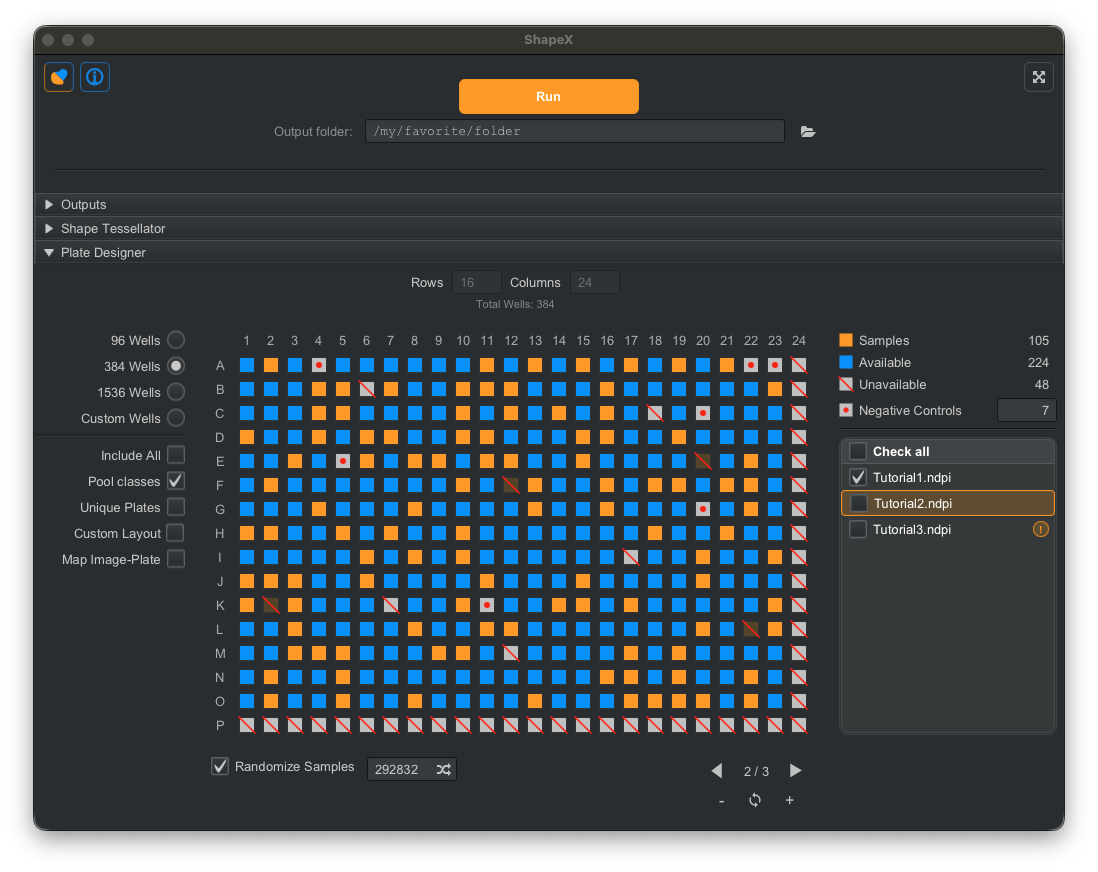 ShapeX
Run
Output folder: /my/favorite/folder
Outputs
Shape Tessellator
Plate Designer
Rows 16 Columns 24
Total Wells: 384
96 Wells
384 Wells
1536 Wells
Custom Wells
Include All
Pool classes
Unique Plates
Custom Layout
Map Image-Plate
1 2 3 4 5 6 7 8 9 10 11 12 13 14 15 16 17 18 19 20 21 22 23 24
A
B
C
D
E
F
G
H
I
J
K
L
M
N
O
P
Samples 105
Available 224
Unavailable 48
Negative Controls 7
Check all
Tutorial1.ndpi
Tutorial2.ndpi
Tutorial3.ndpi !
Randomize Samples 292832
2 / 3
- +